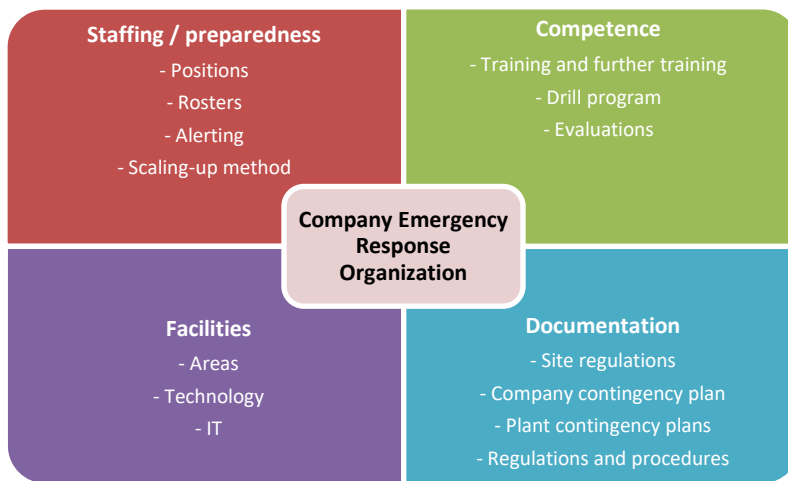 Staffing / preparedness
- Positions
- Rosters
- Alerting
- Scaling-up method
Competence
- Training and further training
- Drill program
- Evaluations
Company Emergency
Response
Organization
Facilities
- Areas
- Technology
- IT
Documentation
- Site regulations
- Company contingency plan
- Plant contingency plans
- Regulations and procedures